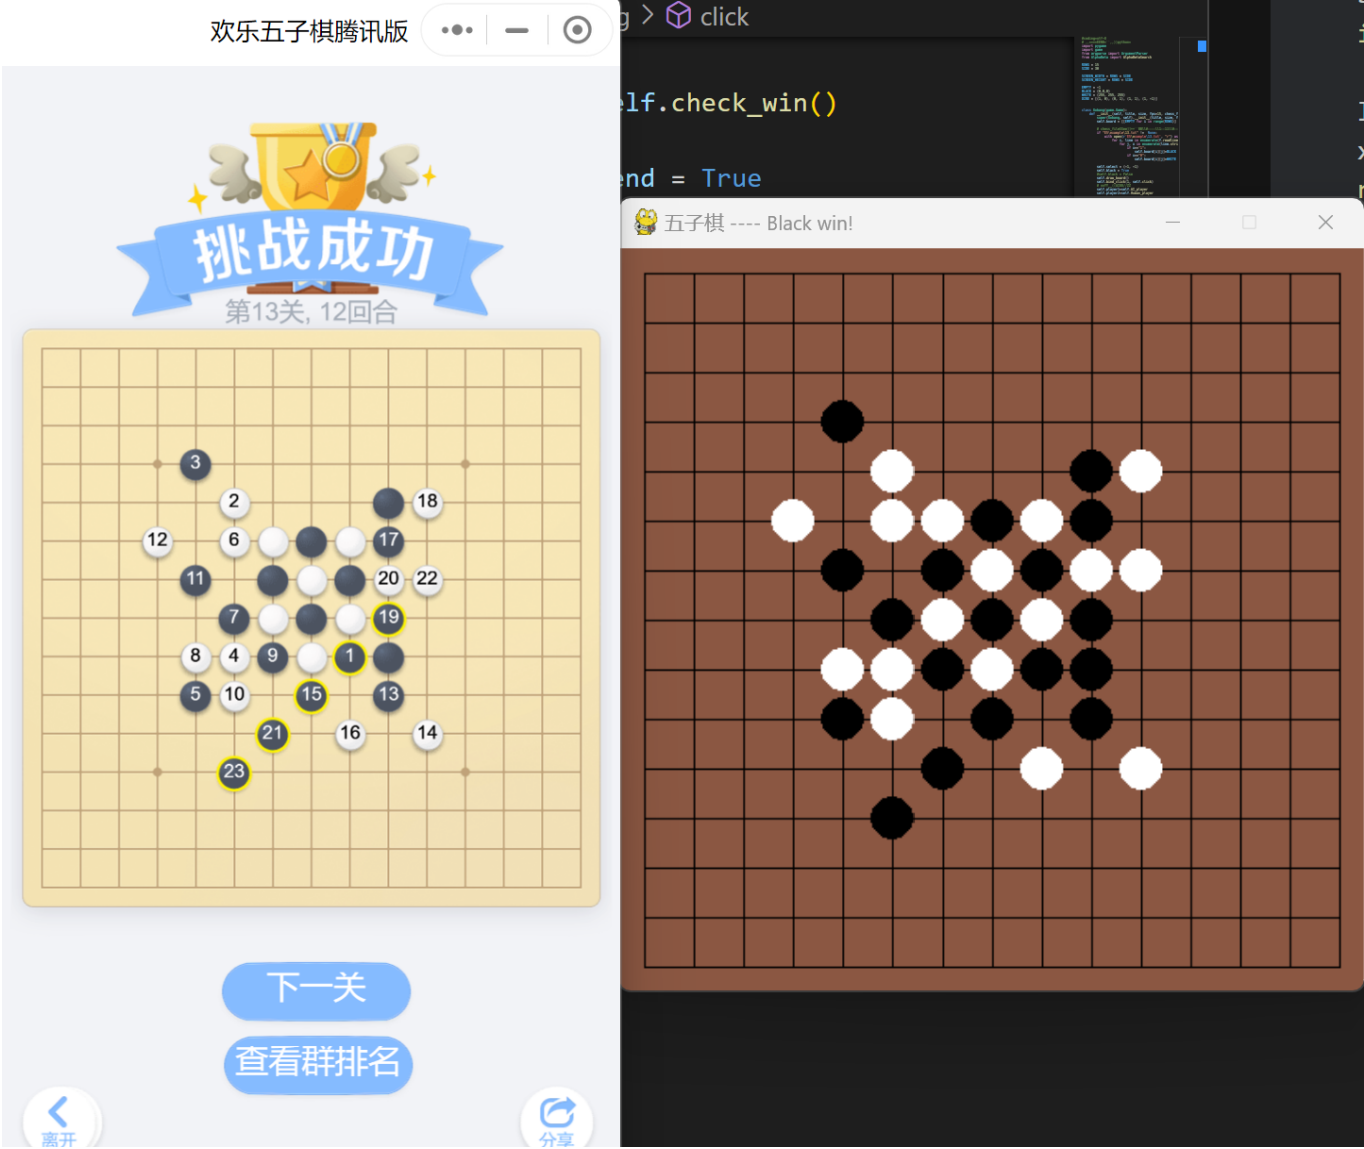 欢乐五子棋腾讯版
挑战成功
第13关, 12回合
3
2
18
12
6
17
11
20
22
7
19
8
4
9
1
5
10
15
13
21
16
14
23
下一关
查看群排名
离开
分享
g > click
elf.check_win()
end = True
五子棋 ---- Black win!